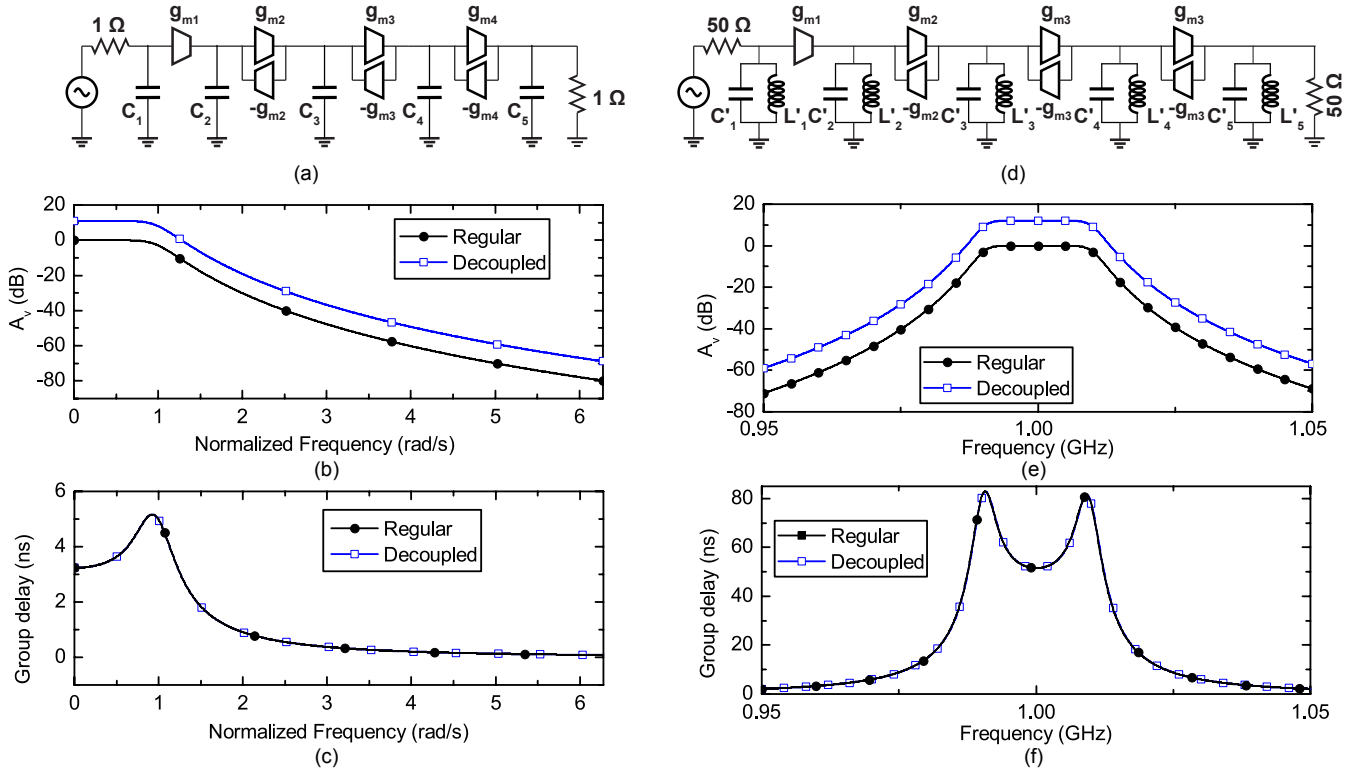 1 Ω
g_m1
g_m2
g_m3
g_m4
C_1
C_2
-g_m2
C_3
-g_m3
C_4
-g_m4
C_5
1 Ω
(a)
50 Ω
g_m1
g_m2
g_m3
g_m3
C'_1
L'_1
C'_2
L'_2
-g_m2
C'_3
L'_3
-g_m3
C'_4
L'_4
-g_m3
C'_5
L'_5
50 Ω
(d)
A_v (dB)
20
0
-20
-40
-60
-80
Regular
Decoupled
0
1
2
3
4
5
6
Normalized Frequency (rad/s)
(b)
A_v (dB)
20
0
-20
-40
-60
-80
Regular
Decoupled
0.95
1.00
1.05
Frequency (GHz)
(e)
Group delay (ns)
6
4
2
0
Regular
Decoupled
0
1
2
3
4
5
6
Normalized Frequency (rad/s)
(c)
Group delay (ns)
80
60
40
20
0
Regular
Decoupled
0.95
1.00
1.05
Frequency (GHz)
(f)